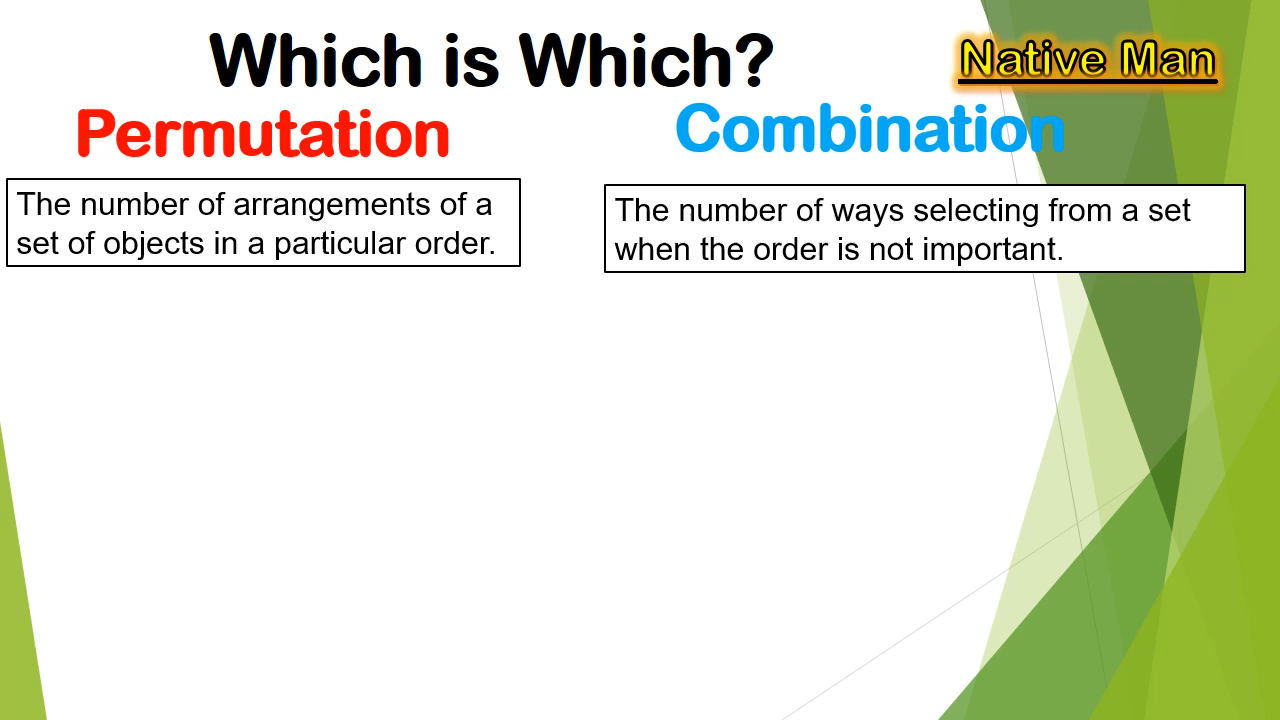 Which is Which?
Native Man
Permutation
Combination
The number of arrangements of a
set of objects in a particular order.
The number of ways selecting from a set
when the order is not important.